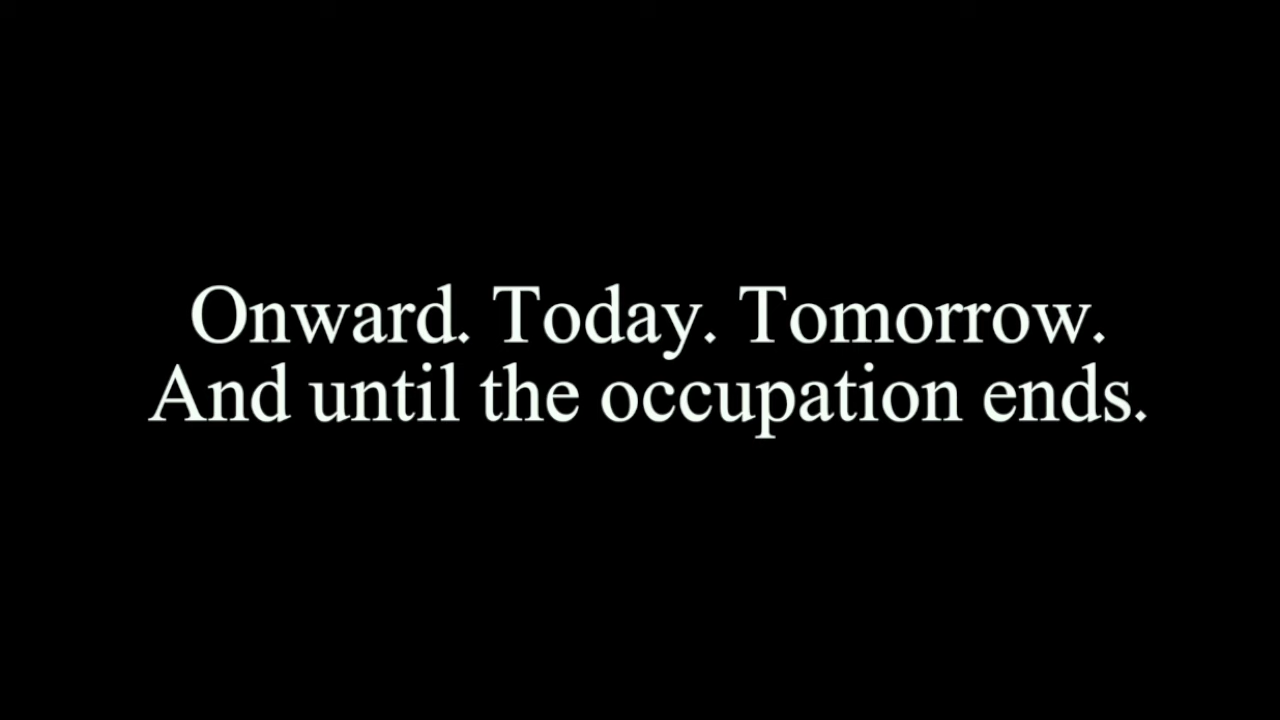 Onward. Today. Tomorrow.
And until the occupation ends.